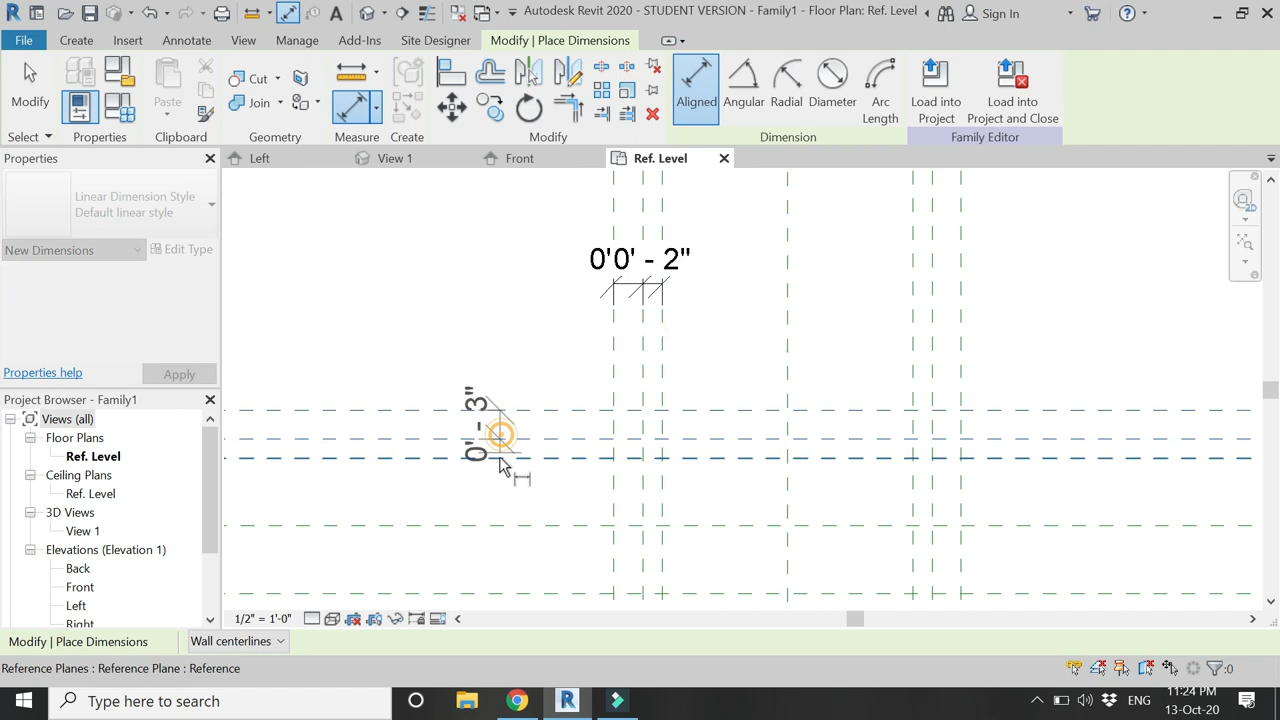 Autodesk Revit 2020 - STUDENT VERSION - Family1 - Floor Plan: Ref. Level
Sign In
File Create Insert Annotate View Manage Add-Ins Site Designer Modify | Place Dimensions
Modify
Paste
Cut
Join
Aligned Angular Radial Diameter Arc Length
Load into Project
Load into Project and Close
Select Properties Clipboard Geometry Measure Create Modify Dimension Family Editor
Properties
Left
View 1
Front
Ref. Level
Linear Dimension Style
Default linear style
New Dimensions
Edit Type
Properties help
Apply
Project Browser - Family1
Views (all)
Floor Plans
Ref. Level
Ceiling Plans
Ref. Level
3D Views
View 1
Elevations (Elevation 1)
Back
Front
Left
Right
0'0' - 2"
0' - 3"
2D
1/2" = 1'-0"
Modify | Place Dimensions
Wall centerlines
Reference Planes : Reference Plane : Reference
:0
Type here to search
ENG
11:24 PM
13-Oct-20